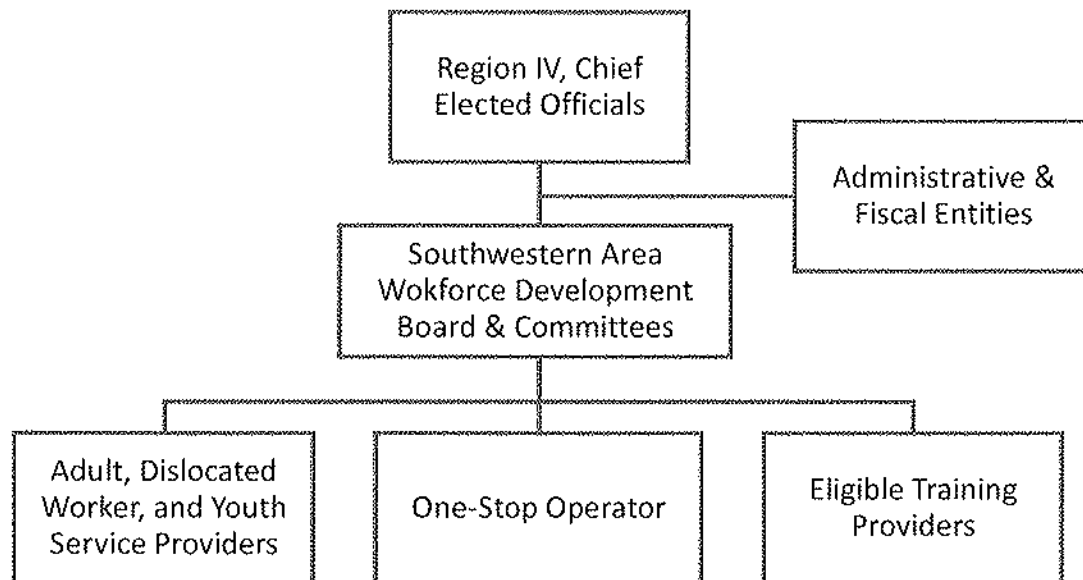 Region IV, Chief
Elected Officials
Administrative &
Fiscal Entities
Southwestern Area
Wokforce Development
Board & Committees
Adult, Dislocated
Worker, and Youth
Service Providers
One-Stop Operator
Eligible Training
Providers